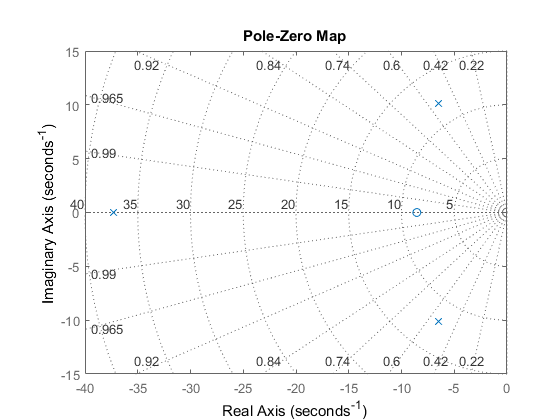 Pole-Zero Map
15
0.92 0.84 0.74 0.6 0.42 0.22
0.965
10
0.99
5
40 35 30 25 20 15 10 5
0
0.99
-5
0.965
-10
0.92 0.84 0.74 0.6 0.42 0.22
-15
-40 -35 -30 -25 -20 -15 -10 -5 0
Imaginary Axis (seconds-1)
Real Axis (seconds-1)